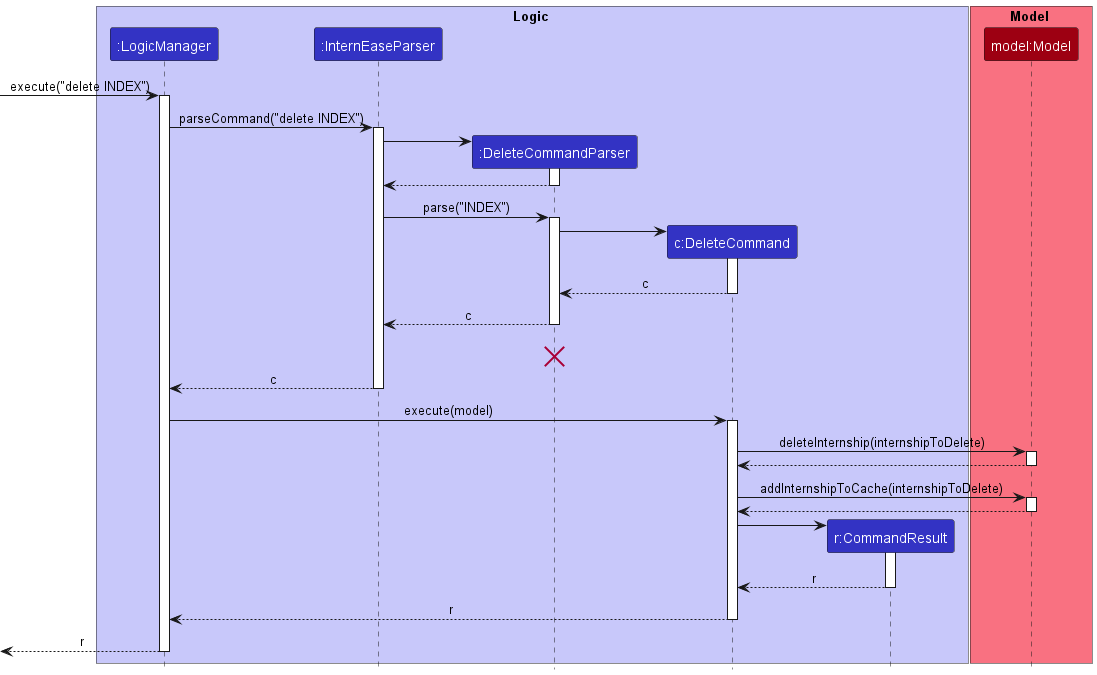 Logic
Model
:LogicManager
:InternEaseParser
model:Model
execute("delete INDEX")
parseCommand("delete INDEX")
:DeleteCommandParser
parse("INDEX")
c:DeleteCommand
c
c
c
execute(model)
deleteInternship(internshipToDelete)
addInternshipToCache(internshipToDelete)
r:CommandResult
r
r
r